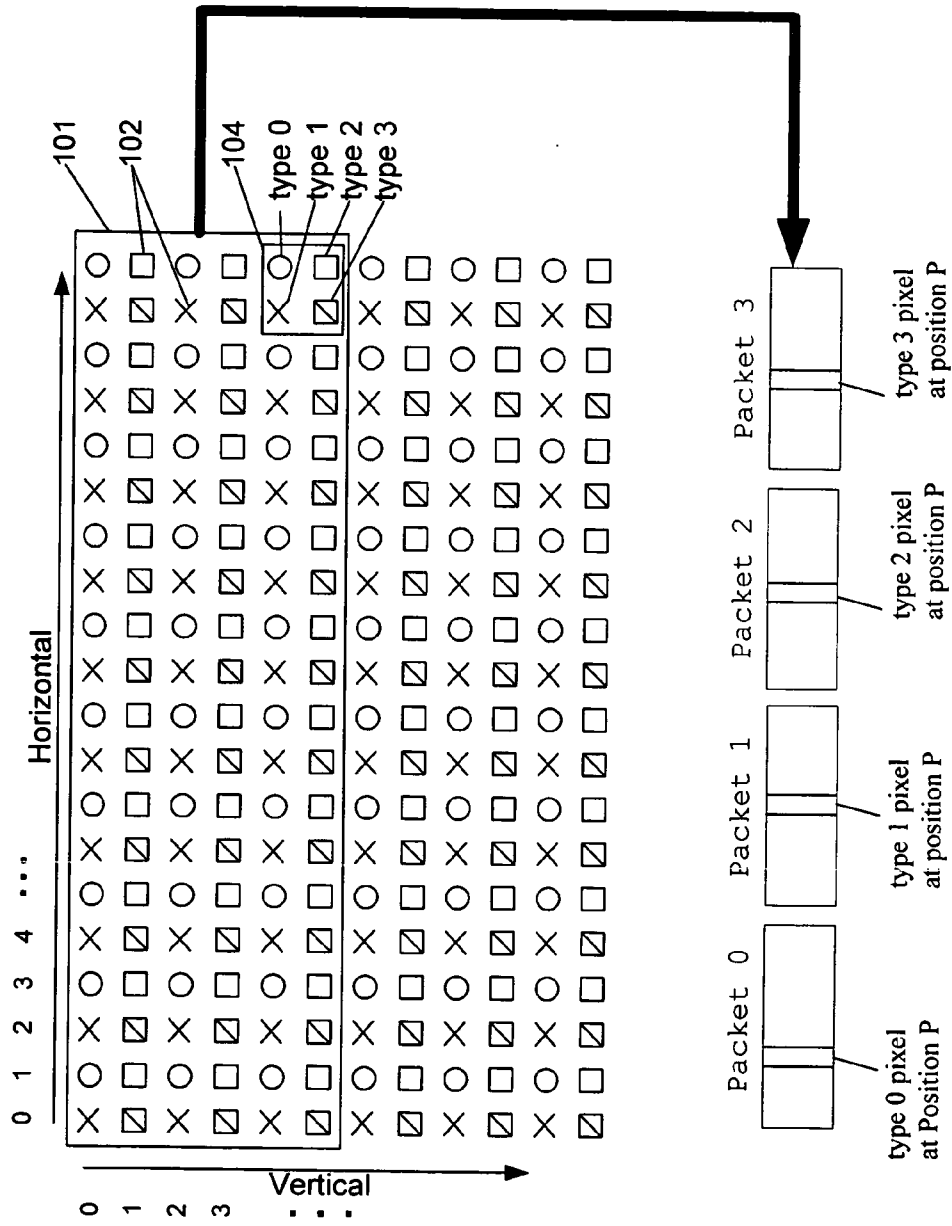 Horizontal
0 1 2 3 4 ...
Vertical
0
1
2
3
...
101
102
104
type 0
type 1
type 2
type 3
Packet 0
Packet 1
Packet 2
Packet 3
type 0 pixel
at Position P
type 1 pixel
at position P
type 2 pixel
at position P
type 3 pixel
at position P